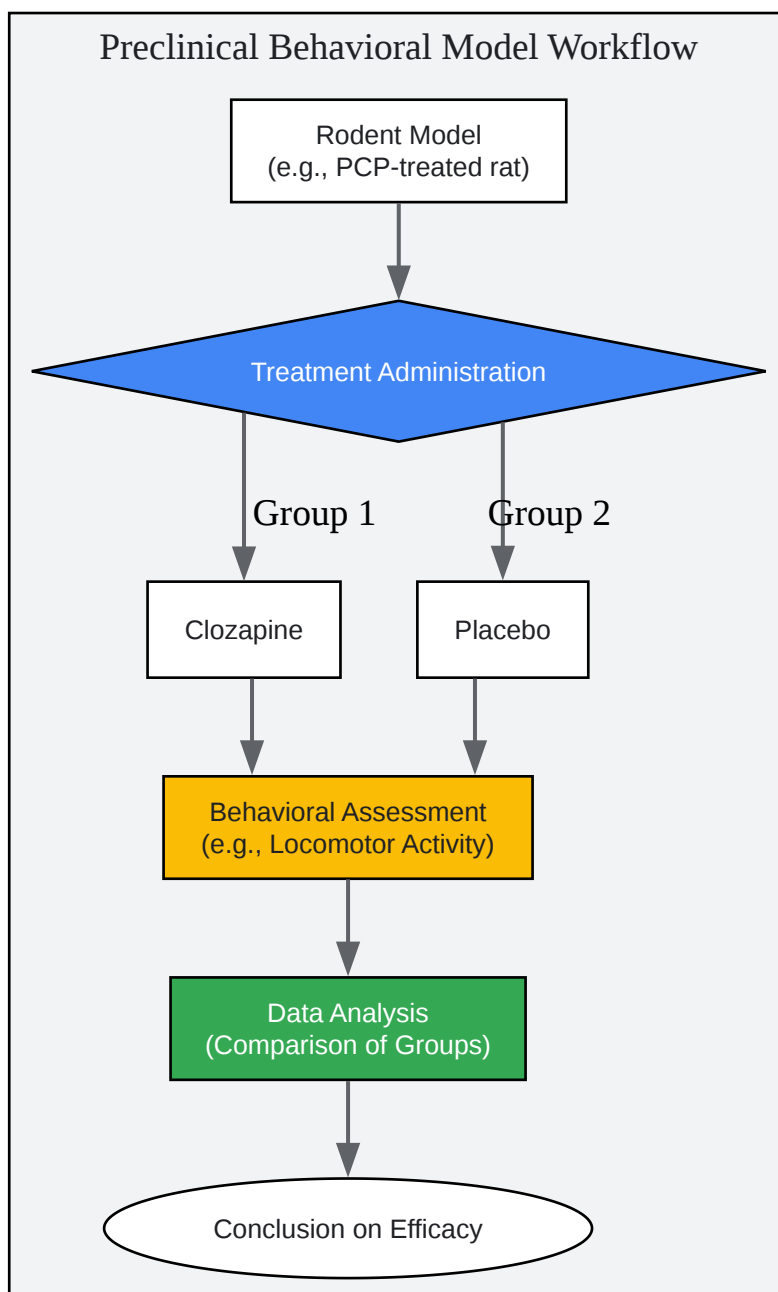 Preclinical Behavioral Model Workflow
Rodent Model
(e.g., PCP-treated rat)
Treatment Administration
Group 1
Group 2
Clozapine
Placebo
Behavioral Assessment
(e.g., Locomotor Activity)
Data Analysis
(Comparison of Groups)
Conclusion on Efficacy